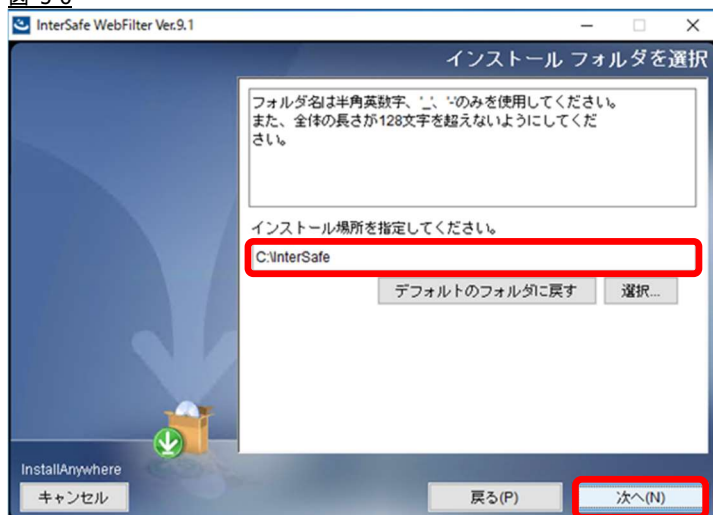 InterSafe WebFilter Ver.9.1
インストール フォルダを選択
フォルダ名は半角英数字、'_'、'-'のみを使用してください。
また、全体の長さが128文字を超えないようにしてくだ
さい。
インストール場所を指定してください。
C:\InterSafe
デフォルトのフォルダに戻す
選択...
InstallAnywhere
キャンセル
戻る(P)
次へ(N)